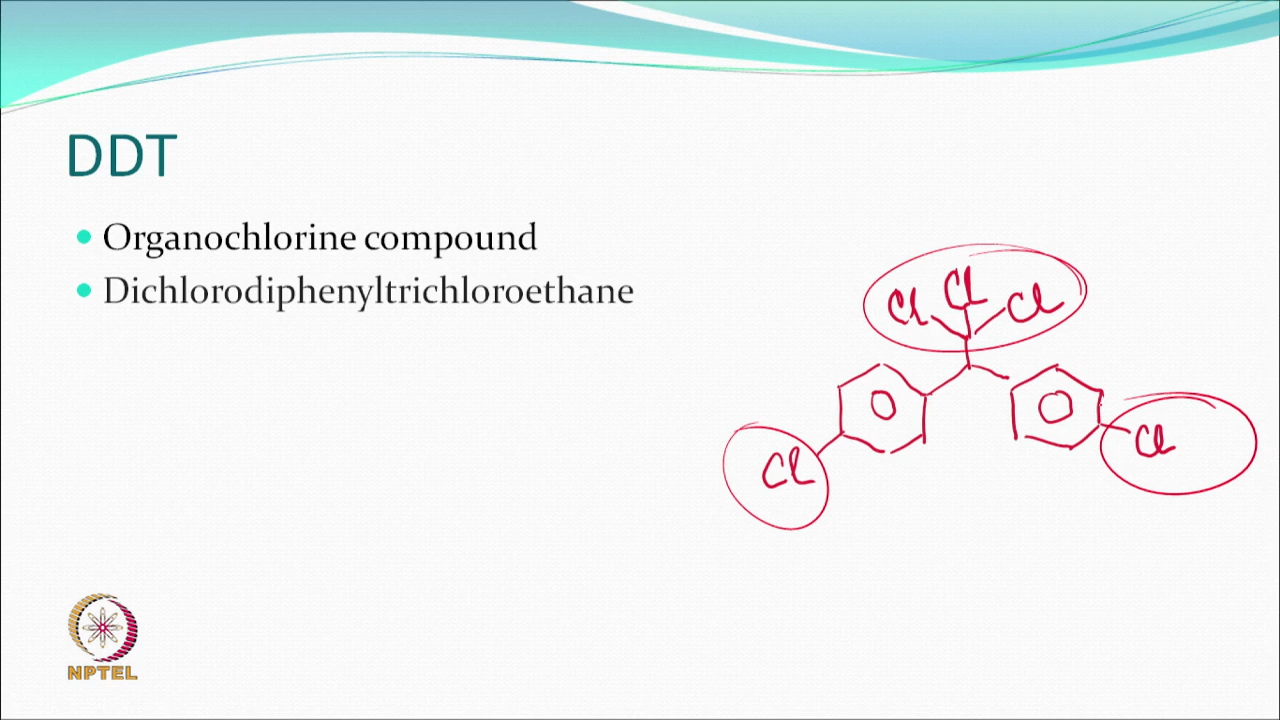 DDT
Organochlorine compound
Dichlorodiphenyltrichloroethane
Cl Cl Cl
Cl
Cl
NPTEL